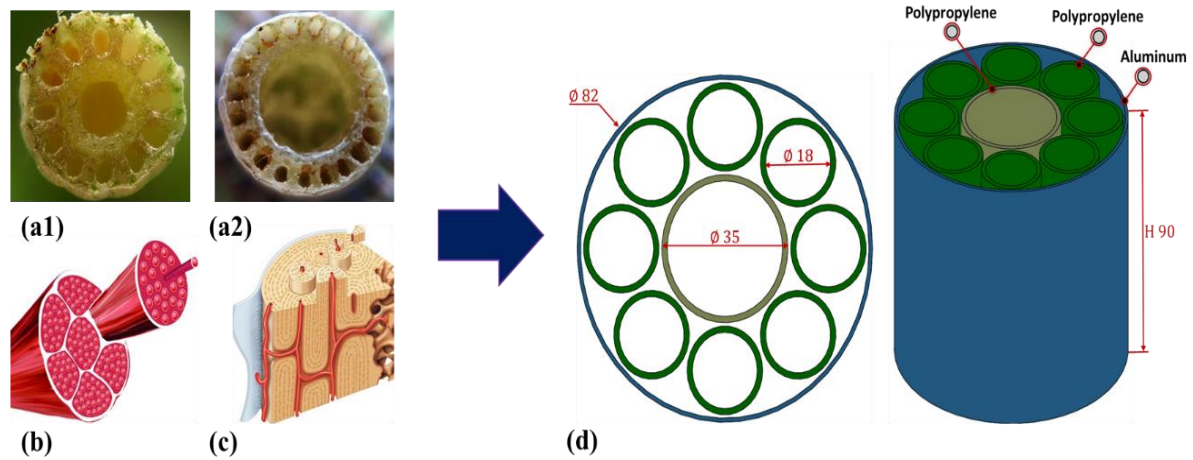 (a1)
(a2)
(b)
(c)
Ø 82
Ø 18
Ø 35
(d)
Polypropylene
Polypropylene
Aluminum
H 90